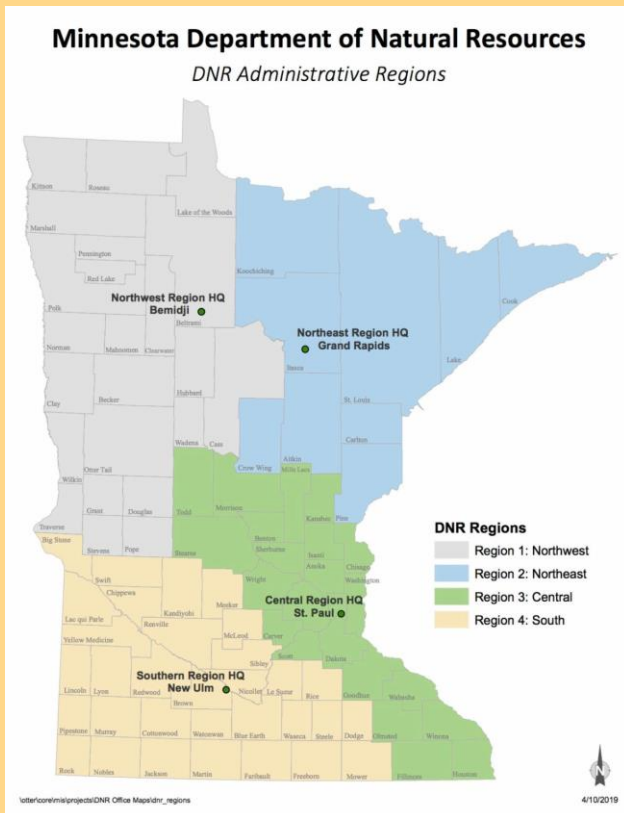 Minnesota Department of Natural Resources
DNR Administrative Regions
Kittson
Roseau
Lake of the Woods
Marshall
Koochiching
Pennington
Red Lake
Cook
Northwest Region HQ
Bemidji
Polk
Beltrami
Northeast Region HQ
Grand Rapids
Norman
Mahnomen
Clearwater
Lake
Itasca
Hubbard
Becker
Clay
St. Louis
Wadena
Cass
Carlton
Aitkin
Otter Tail
Crow Wing
Mille Lacs
Wilkin
Grant
Douglas
Todd
Morrison
Kanabec
Pine
Traverse
Big Stone
Stevens
Pope
Stearns
Benton
Sherburne
Isanti
Anoka
Chisago
Washington
DNR Regions
Region 1: Northwest
Region 2: Northeast
Region 3: Central
Region 4: South
Swift
Chippewa
Wright
Kandiyohi
Meeker
Central Region HQ
St. Paul
Lac qui Parle
Renville
McLeod
Carver
Yellow Medicine
Scott
Dakota
Sibley
Southern Region HQ
New Ulm
Lincoln
Lyon
Redwood
Nicollet
Le Sueur
Rice
Goodhue
Wabasha
Brown
Pipestone
Murray
Cottonwood
Watonwan
Blue Earth
Waseca
Steele
Dodge
Olmsted
Winona
Rock
Nobles
Jackson
Martin
Faribault
Freeborn
Mower
Fillmore
Houston
N
\\otter\core\mis\projects\DNR Office Maps\dnr_regions
4/10/2019